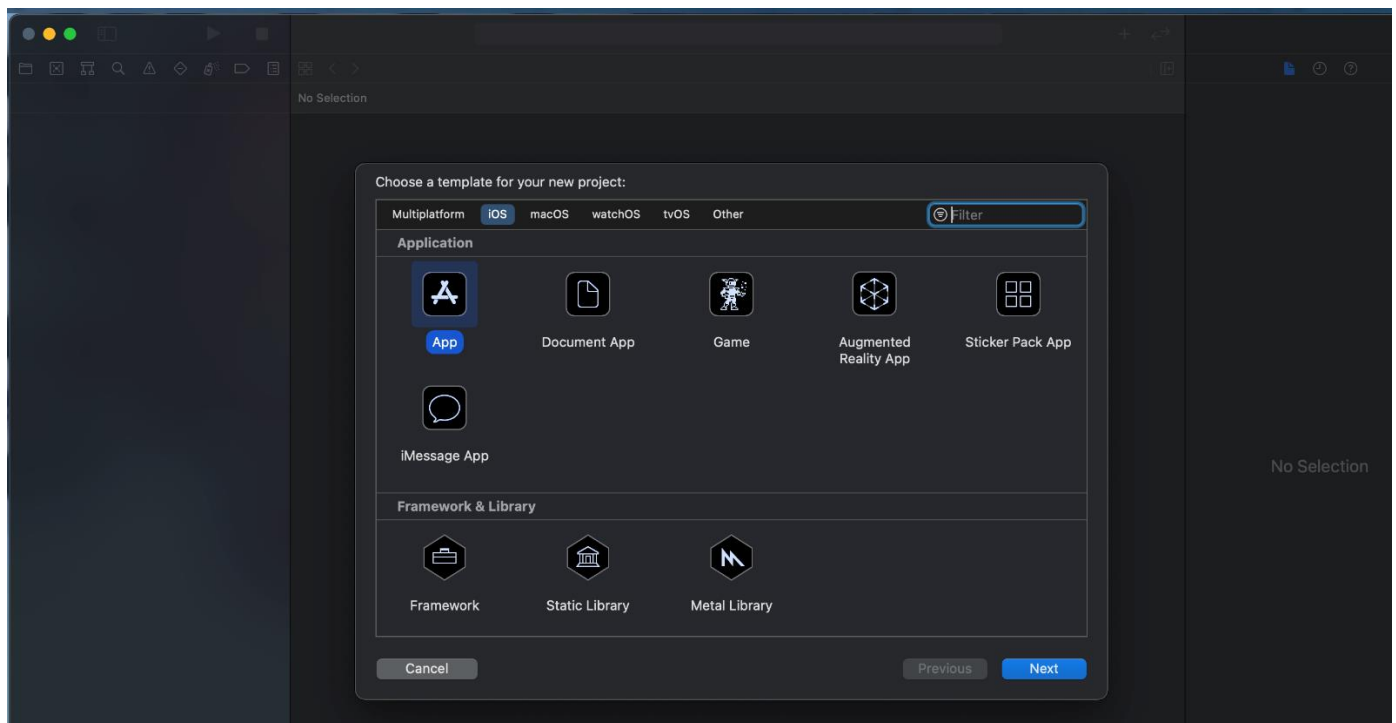 No Selection
Choose a template for your new project:
Multiplatform iOS macOS watchOS tvOS Other Filter
Application
App Document App Game Augmented Reality App Sticker Pack App
iMessage App
No Selection
Framework & Library
Framework Static Library Metal Library
Cancel Previous Next